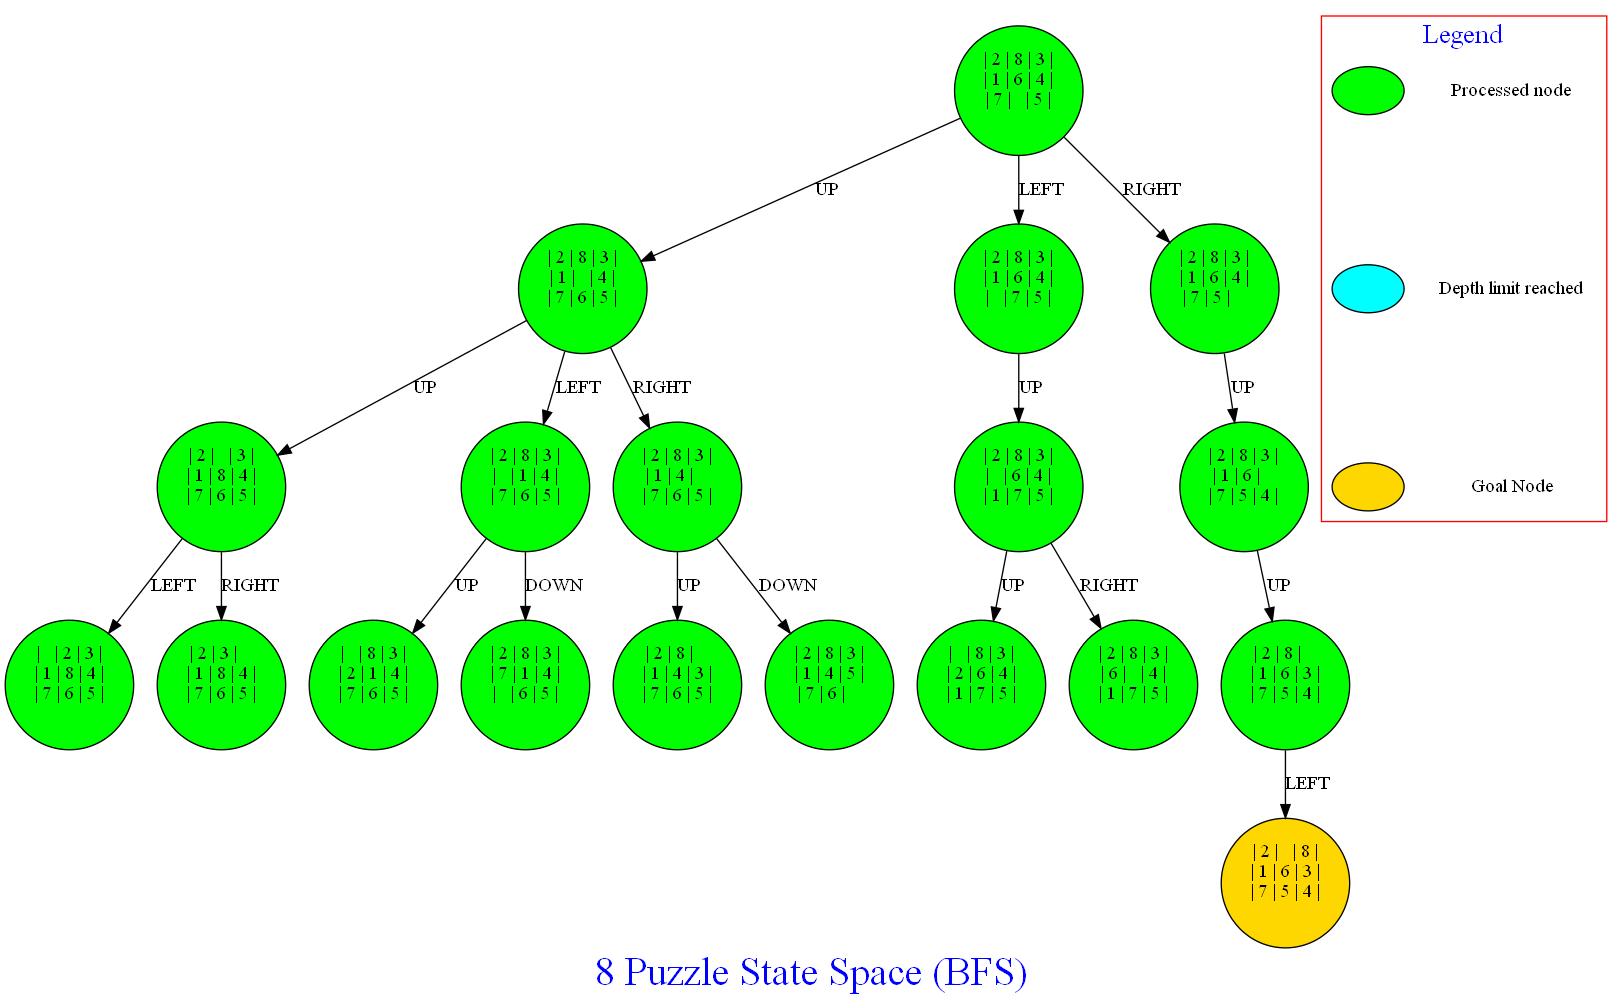 | 2 | 8 | 3 |
| 1 | 6 | 4 |
| 7 |   | 5 |
UP
LEFT
RIGHT
| 2 | 8 | 3 |
| 1 |   | 4 |
| 7 | 6 | 5 |
| 2 | 8 | 3 |
| 1 | 6 | 4 |
|   | 7 | 5 |
| 2 | 8 | 3 |
| 1 | 6 | 4 |
| 7 | 5 |
UP
LEFT
RIGHT
UP
UP
| 2 |   | 3 |
| 1 | 8 | 4 |
| 7 | 6 | 5 |
| 2 | 8 | 3 |
|   | 1 | 4 |
| 7 | 6 | 5 |
| 2 | 8 | 3 |
| 1 | 4 |
| 7 | 6 | 5 |
| 2 | 8 | 3 |
|   | 6 | 4 |
| 1 | 7 | 5 |
| 2 | 8 | 3 |
| 1 | 6 |
| 7 | 5 | 4 |
LEFT
RIGHT
UP
DOWN
UP
DOWN
UP
RIGHT
UP
|   | 2 | 3 |
| 1 | 8 | 4 |
| 7 | 6 | 5 |
| 2 | 3 |
| 1 | 8 | 4 |
| 7 | 6 | 5 |
|   | 8 | 3 |
| 2 | 1 | 4 |
| 7 | 6 | 5 |
| 2 | 8 | 3 |
| 7 | 1 | 4 |
|   | 6 | 5 |
| 2 | 8 |
| 1 | 4 | 3 |
| 7 | 6 | 5 |
| 2 | 8 | 3 |
| 1 | 4 | 5 |
| 7 | 6 |
|   | 8 | 3 |
| 2 | 6 | 4 |
| 1 | 7 | 5 |
| 2 | 8 | 3 |
| 6 |   | 4 |
| 1 | 7 | 5 |
| 2 | 8 |
| 1 | 6 | 3 |
| 7 | 5 | 4 |
LEFT
| 2 |   | 8 |
| 1 | 6 | 3 |
| 7 | 5 | 4 |
Legend
Processed node
Depth limit reached
Goal Node
8 Puzzle State Space (BFS)